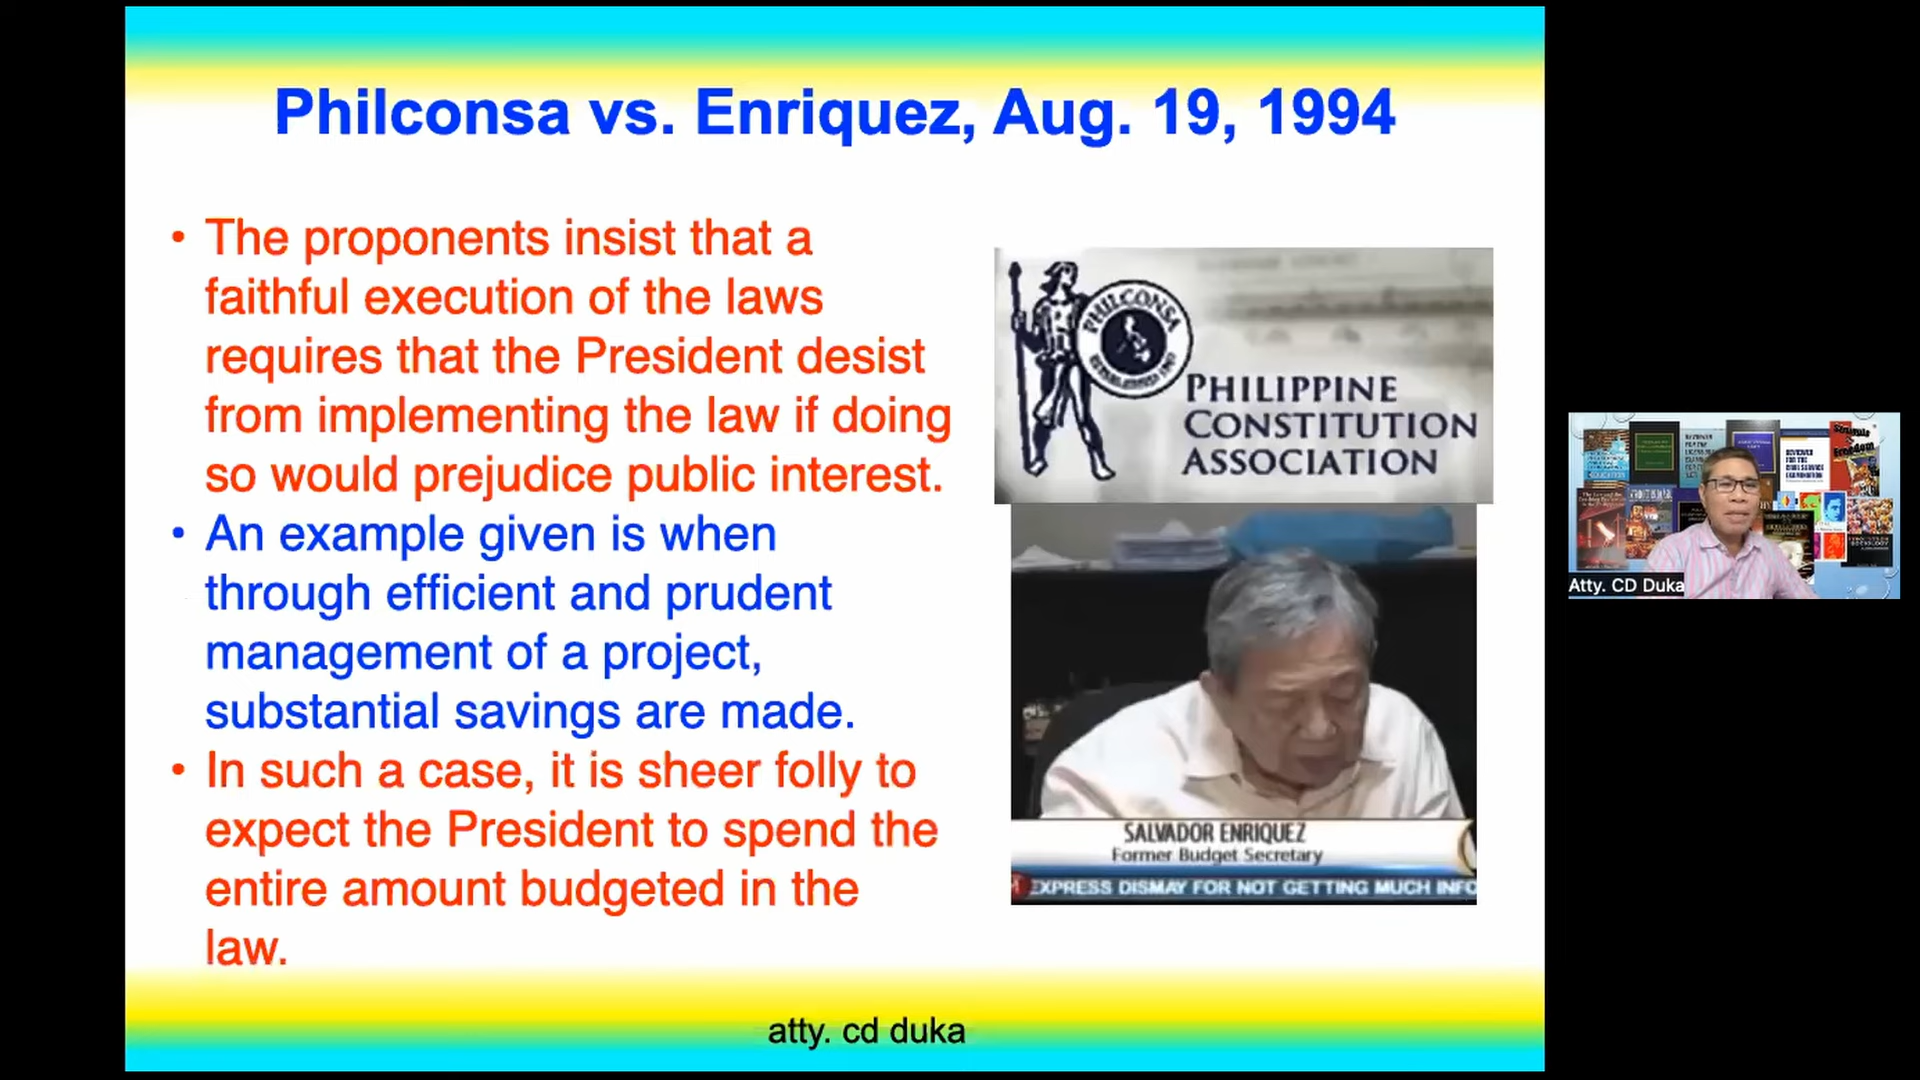 Philconsa vs. Enriquez, Aug. 19, 1994
• The proponents insist that a
faithful execution of the laws
requires that the President desist
from implementing the law if doing
so would prejudice public interest.
• An example given is when
through efficient and prudent
management of a project,
substantial savings are made.
• In such a case, it is sheer folly to
expect the President to spend the
entire amount budgeted in the
law.
PHILCONSA
PHILIPPINE
CONSTITUTION
ASSOCIATION
SALVADOR ENRIQUEZ
Former Budget Secretary
EXPRESS DISMAY FOR NOT GETTING MUCH INFO
atty. cd duka
Atty. CD Duka